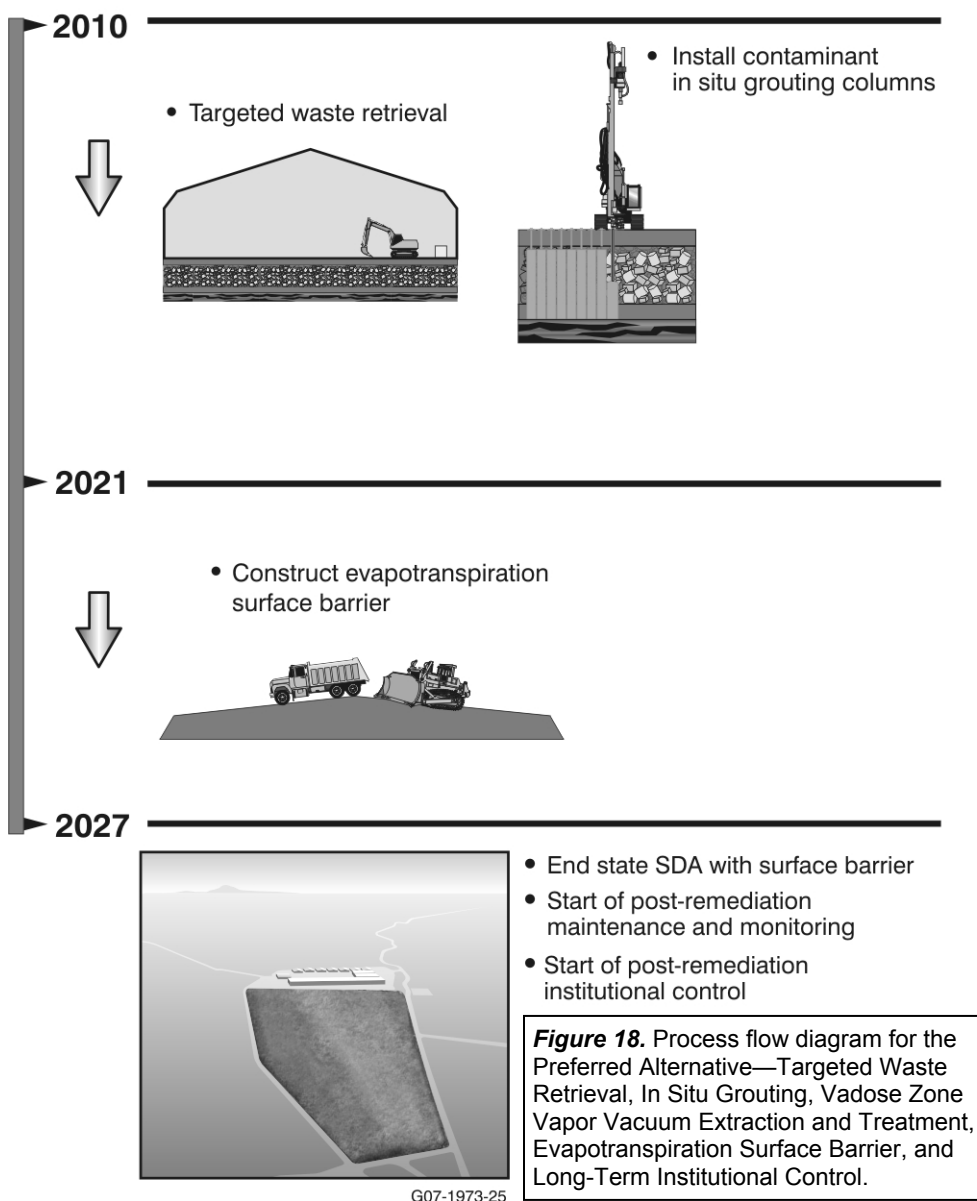 2010
• Targeted waste retrieval
• Install contaminant
in situ grouting columns
2021
• Construct evapotranspiration
surface barrier
2027
• End state SDA with surface barrier
• Start of post-remediation
maintenance and monitoring
• Start of post-remediation
institutional control
Figure 18. Process flow diagram for the
Preferred Alternative—Targeted Waste
Retrieval, In Situ Grouting, Vadose Zone
Vapor Vacuum Extraction and Treatment,
Evapotranspiration Surface Barrier, and
Long-Term Institutional Control.
G07-1973-25